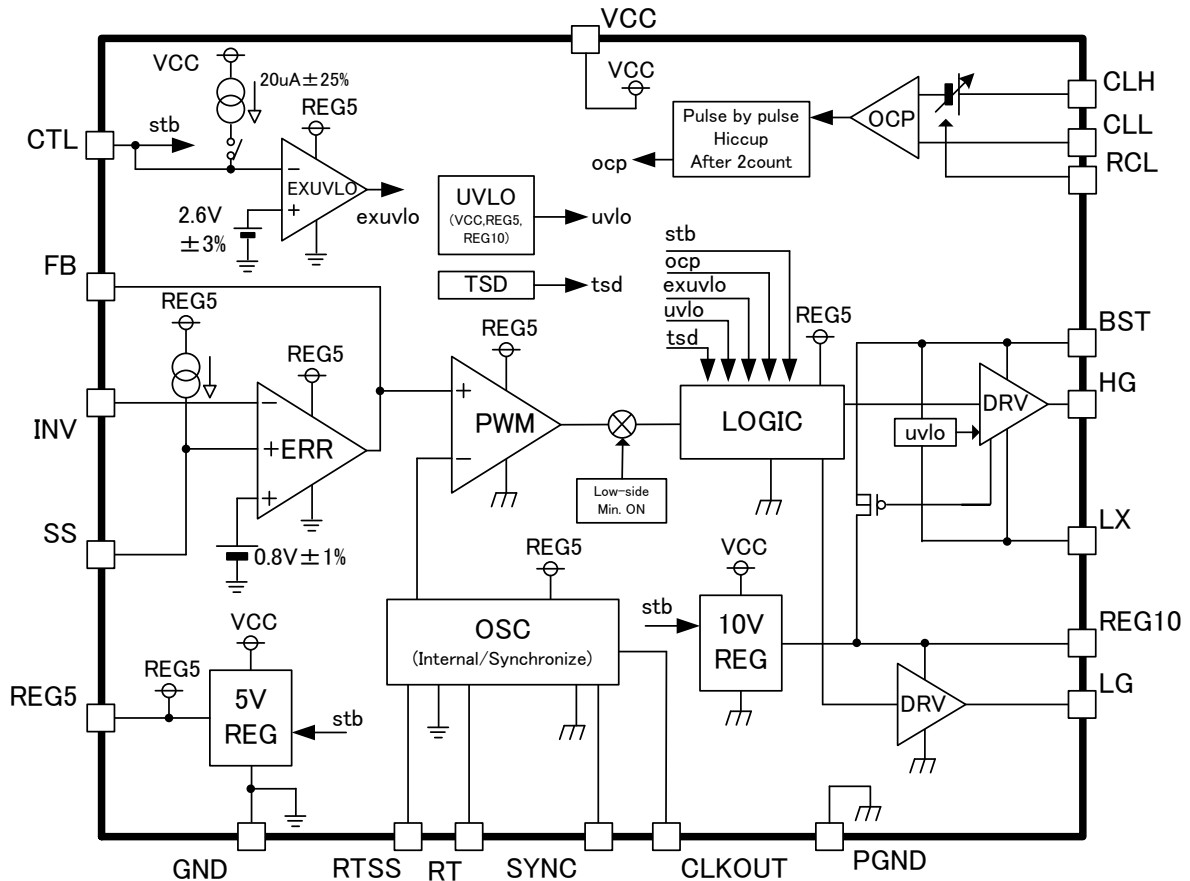 VCC
VCC
20uA±25%
REG5
CTL
stb
EXUVLO
exuvlo
2.6V
±3%
UVLO
(VCC,REG5,
REG10)
uvlo
TSD
tsd
VCC
Pulse by pulse
Hiccup
After 2count
ocp
OCP
CLH
CLL
RCL
FB
REG5
INV
SS
REG5
ERR
0.8V±1%
REG5
PWM
Low-side
Min. ON
stb
ocp
exuvlo
uvlo
tsd
REG5
LOGIC
BST
DRV
HG
uvlo
LX
REG5
OSC
(Internal/Synchronize)
VCC
stb
10V
REG
REG10
DRV
LG
VCC
REG5
REG5
5V
REG
stb
GND
RTSS
RT
SYNC
CLKOUT
PGND